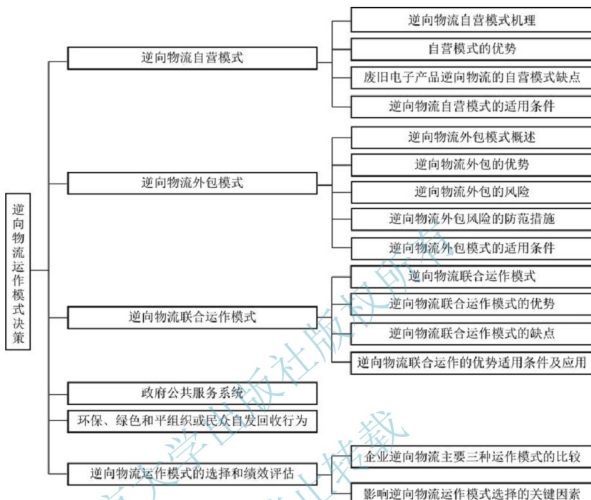 逆向物流运作模式决策
逆向物流自营模式
逆向物流自营模式机理
自营模式的优势
废旧电子产品逆向物流的自营模式缺点
逆向物流自营模式的适用条件
逆向物流外包模式
逆向物流外包模式概述
逆向物流外包的优势
逆向物流外包的风险
逆向物流外包风险的防范措施
逆向物流外包模式的适用条件
逆向物流联合运作模式
逆向物流联合运作模式
逆向物流联合运作模式的优势
逆向物流联合运作模式的缺点
逆向物流联合运作的优势适用条件及应用
政府公共服务系统
环保、绿色和平组织或民众自发回收行为
逆向物流运作模式的选择和绩效评估
企业逆向物流主要三种运作模式的比较
影响逆向物流运作模式选择的关键因素
大学出版社版权所有
止转载